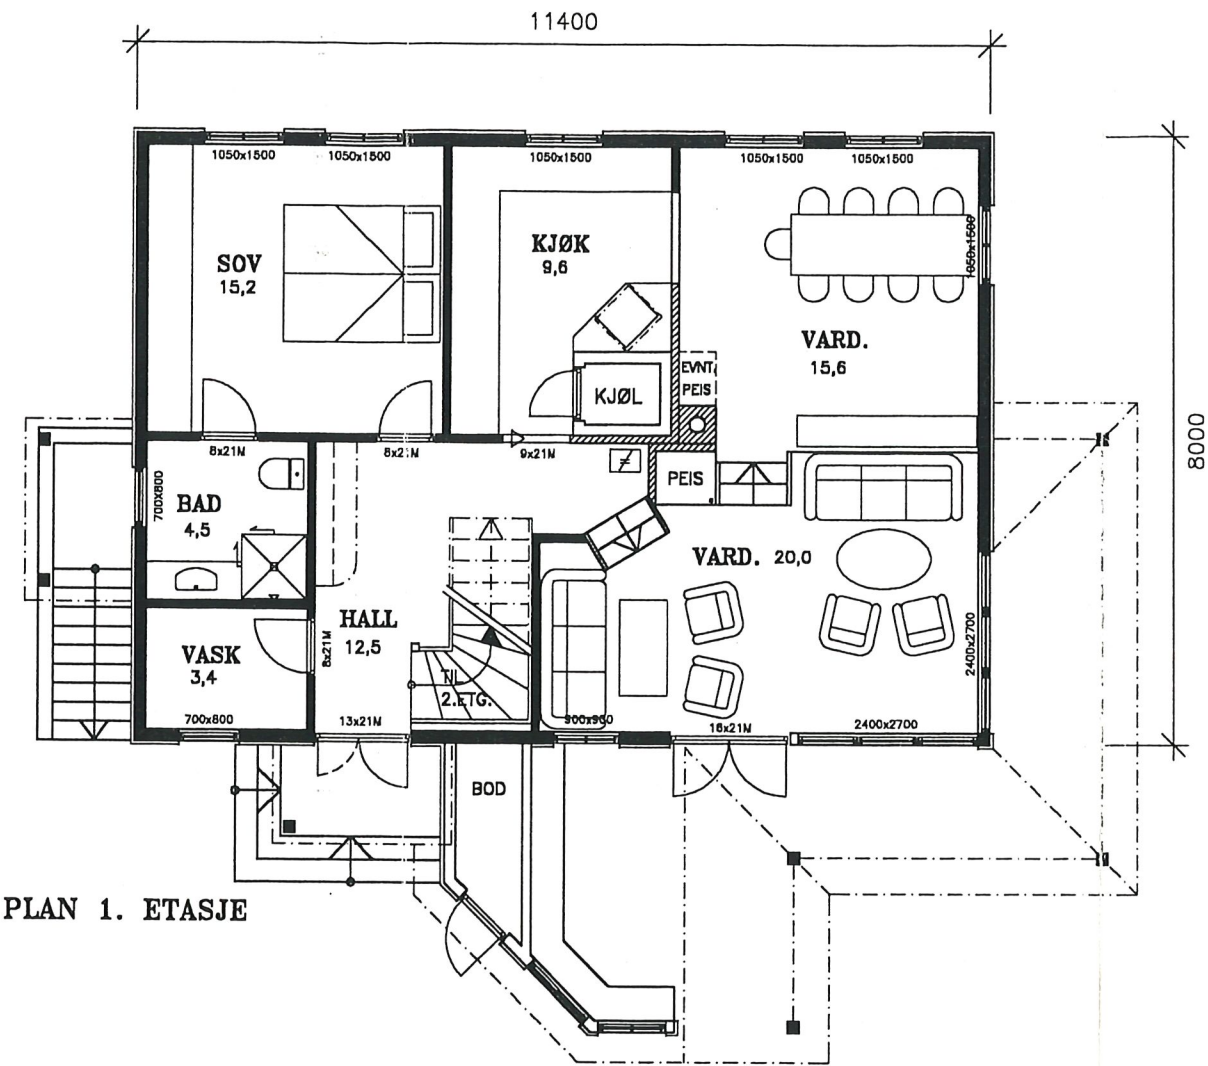 11400
1050x1500
1050x1500
1050x1500
1050x1500
1050x1500
1050x1500
8000
SOV
15,2
KJØK
9,6
VARD.
15,6
EVNT.
PEIS
KJØL
8x21M
8x21M
9x21M
700x800
BAD
4,5
PEIS
VARD. 20,0
HALL
12,5
8x21M
VASK
3,4
TIL
2.ETG.
2400x2700
700x800
13x21M
900x900
16x21M
2400x2700
BOD
PLAN 1. ETASJE